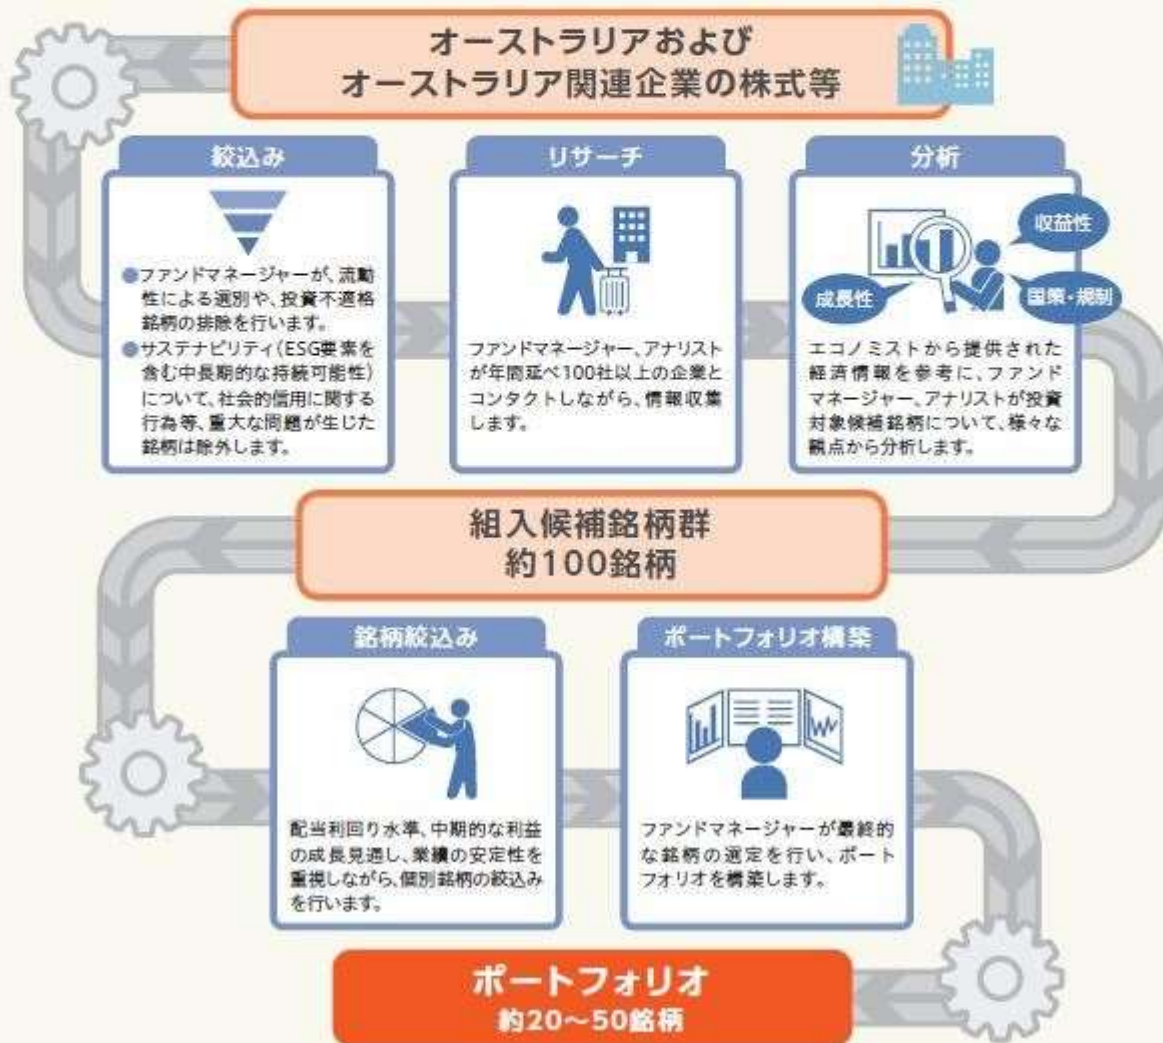 オーストラリアおよび
オーストラリア関連企業の株式等
絞込み
●ファンドマネージャーが、流動
性による選別や、投資不適格
銘柄の排除を行います。
●サステナビリティ(ESG要素を
含む中長期的な持続可能性)
について、社会的信用に関する
行為等、重大な問題が生じた
銘柄は除外します。
リサーチ
ファンドマネージャー、アナリスト
が年間延べ100社以上の企業と
コンタクトしながら、情報収集
します。
分析
収益性
成長性
国策・規制
エコノミストから提供された
経済情報を参考に、ファンド
マネージャー、アナリストが投資
対象候補銘柄について、様々な
観点から分析します。
組入候補銘柄群
約100銘柄
銘柄絞込み
配当利回り水準、中期的な利益
の成長見通し、業績の安定性を
重視しながら、個別銘柄の絞込み
を行います。
ポートフォリオ構築
ファンドマネージャーが最終的
な銘柄の選定を行い、ポート
フォリオを構築します。
ポートフォリオ
約20～50銘柄